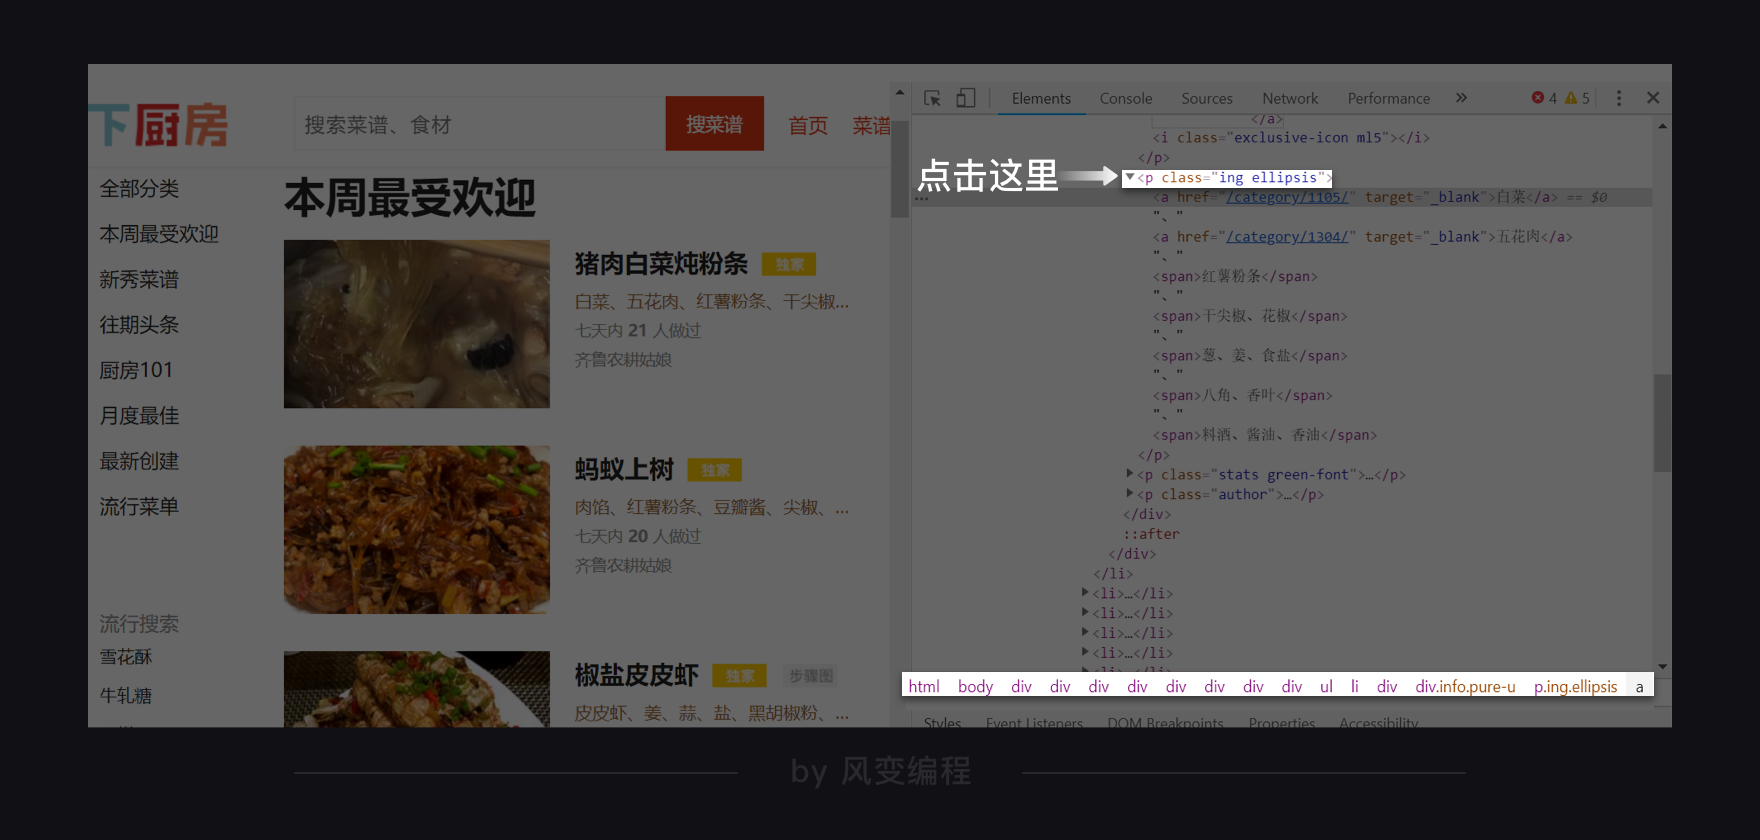 下厨房
搜索菜谱、食材
搜菜谱
首页
菜谱
全部分类
本周最受欢迎
新秀菜谱
往期头条
厨房101
月度最佳
最新创建
流行菜单
流行搜索
雪花酥
牛轧糖
本周最受欢迎
猪肉白菜炖粉条 独家
白菜、五花肉、红薯粉条、干尖椒...
七天内 21 人做过
齐鲁农耕姑娘
蚂蚁上树 独家
肉馅、红薯粉条、豆瓣酱、尖椒、...
七天内 20 人做过
齐鲁农耕姑娘
椒盐皮皮虾 独家 步骤图
皮皮虾、姜、蒜、盐、黑胡椒粉、...
Elements Console Sources Network Performance » 4 5
</a>
<i class="exclusive-icon ml5"></i>
</p>
点击这里
<p class="ing ellipsis">
<a href="/category/1105/" target="_blank">白菜</a> == $0
"、"
<a href="/category/1304/" target="_blank">五花肉</a>
"、"
<span>红薯粉条</span>
"、"
<span>干尖椒、花椒</span>
"、"
<span>葱、姜、食盐</span>
"、"
<span>八角、香叶</span>
"、"
<span>料酒、酱油、香油</span>
</p>
<p class="stats green-font">…</p>
<p class="author">…</p>
</div>
::after
</div>
</li>
<li>…</li>
<li>…</li>
<li>…</li>
<li>…</li>
<li>…</li>
html body div div div div div div div div ul li div div.info.pure-u p.ing.ellipsis a
Styles Event Listeners DOM Breakpoints Properties Accessibility
by 风变编程